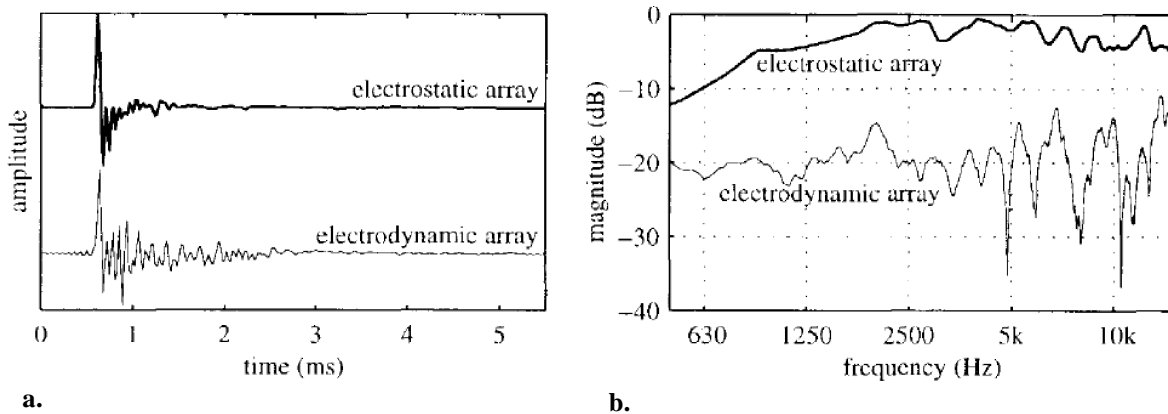 electrostatic array
electrodynamic array
amplitude
0 1 2 3 4 5
time (ms)
a.
0
−10
−20
−30
−40
electrostatic array
electrodynamic array
magnitude (dB)
630 1250 2500 5k 10k
frequency (Hz)
b.